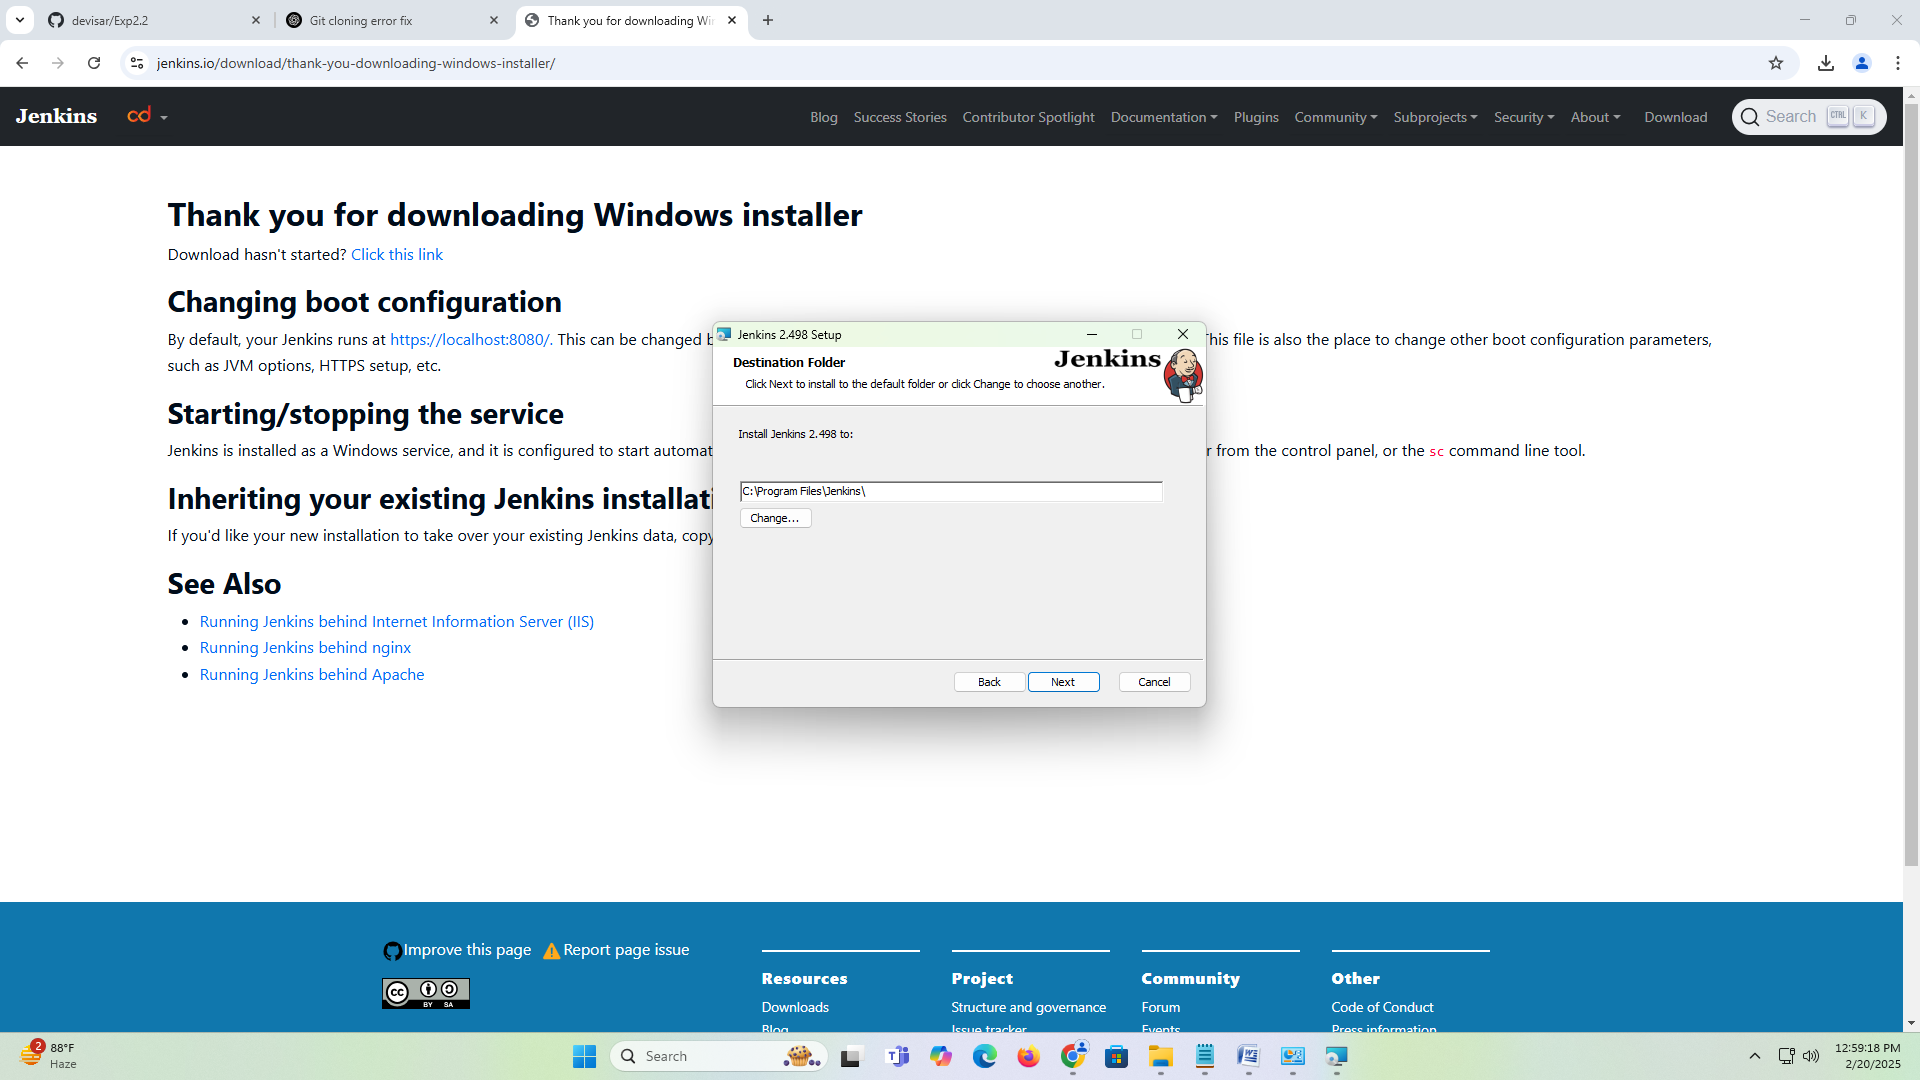 devisar/Exp2.2
Git cloning error fix
Thank you for downloading Wir
jenkins.io/download/thank-you-downloading-windows-installer/
Jenkins
cd
Blog
Success Stories
Contributor Spotlight
Documentation
Plugins
Community
Subprojects
Security
About
Download
Search
CTRL
K
Thank you for downloading Windows installer
Download hasn't started? Click this link
Changing boot configuration
By default, your Jenkins runs at https://localhost:8080/. This can be changed b
his file is also the place to change other boot configuration parameters,
such as JVM options, HTTPS setup, etc.
Starting/stopping the service
Jenkins is installed as a Windows service, and it is configured to start automat
r from the control panel, or the sc command line tool.
Inheriting your existing Jenkins installati
If you'd like your new installation to take over your existing Jenkins data, copy
See Also
Running Jenkins behind Internet Information Server (IIS)
Running Jenkins behind nginx
Running Jenkins behind Apache
Jenkins 2.498 Setup
Destination Folder
Jenkins
Click Next to install to the default folder or click Change to choose another.
Install Jenkins 2.498 to:
C:\Program Files\Jenkins\
Change...
Back
Next
Cancel
Improve this page
Report page issue
cc
BY SA
Resources
Downloads
Blog
Project
Structure and governance
Issue tracker
Community
Forum
Events
Other
Code of Conduct
Press information
2
88°F
Haze
Search
12:59:18 PM
2/20/2025